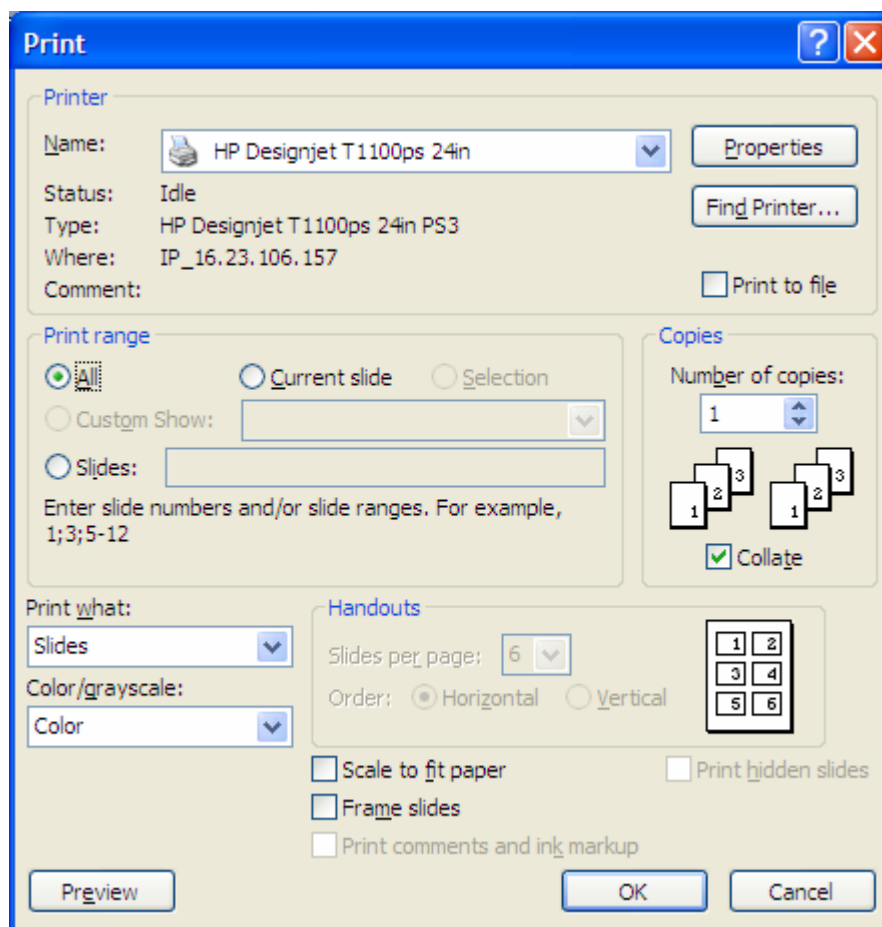 Print
Printer
Name: HP Designjet T1100ps 24in Properties
Status: Idle
Find Printer...
Type: HP Designjet T1100ps 24in PS3
Where: IP_16.23.106.157
Comment:
Print to file
Print range
All Current slide Selection
Custom Show:
Slides:
Enter slide numbers and/or slide ranges. For example,
1;3;5-12
Copies
Number of copies:
1
1 2 3 1 2 3
Collate
Print what:
Slides
Color/grayscale:
Color
Handouts
Slides per page: 6
Order: Horizontal Vertical
1 2
3 4
5 6
Scale to fit paper Print hidden slides
Frame slides
Print comments and ink markup
Preview OK Cancel